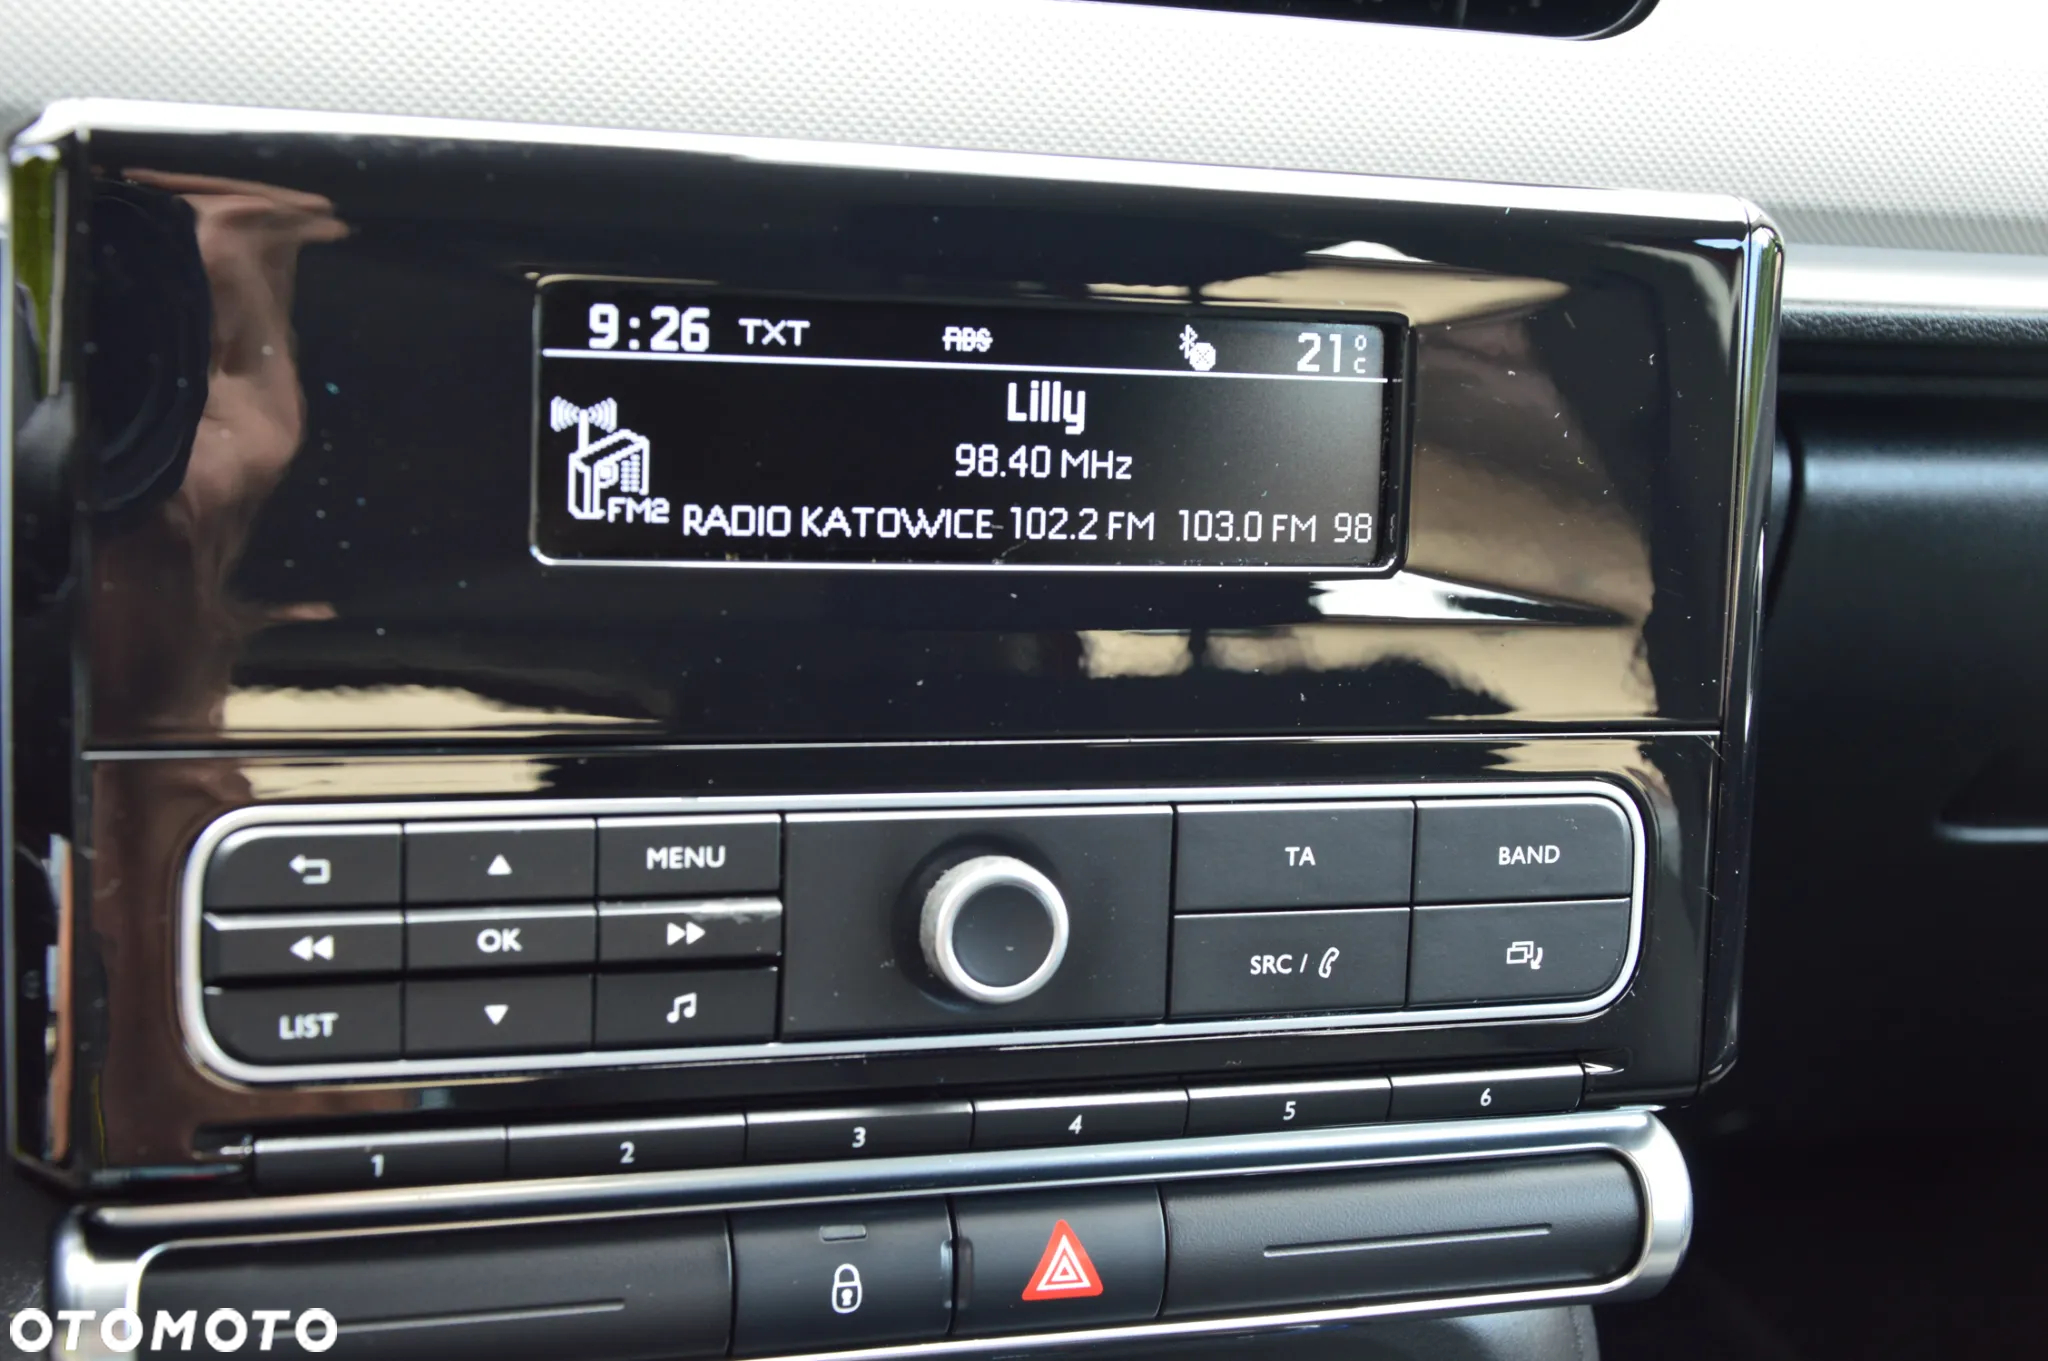 9:26 TXT ABS 21°C
Lilly
98.40 MHz
FM2 RADIO KATOWICE 102.2 FM 103.0 FM 98
MENU
TA BAND
OK
SRC /
LIST
1 2 3 4 5 6
OTOMOTO